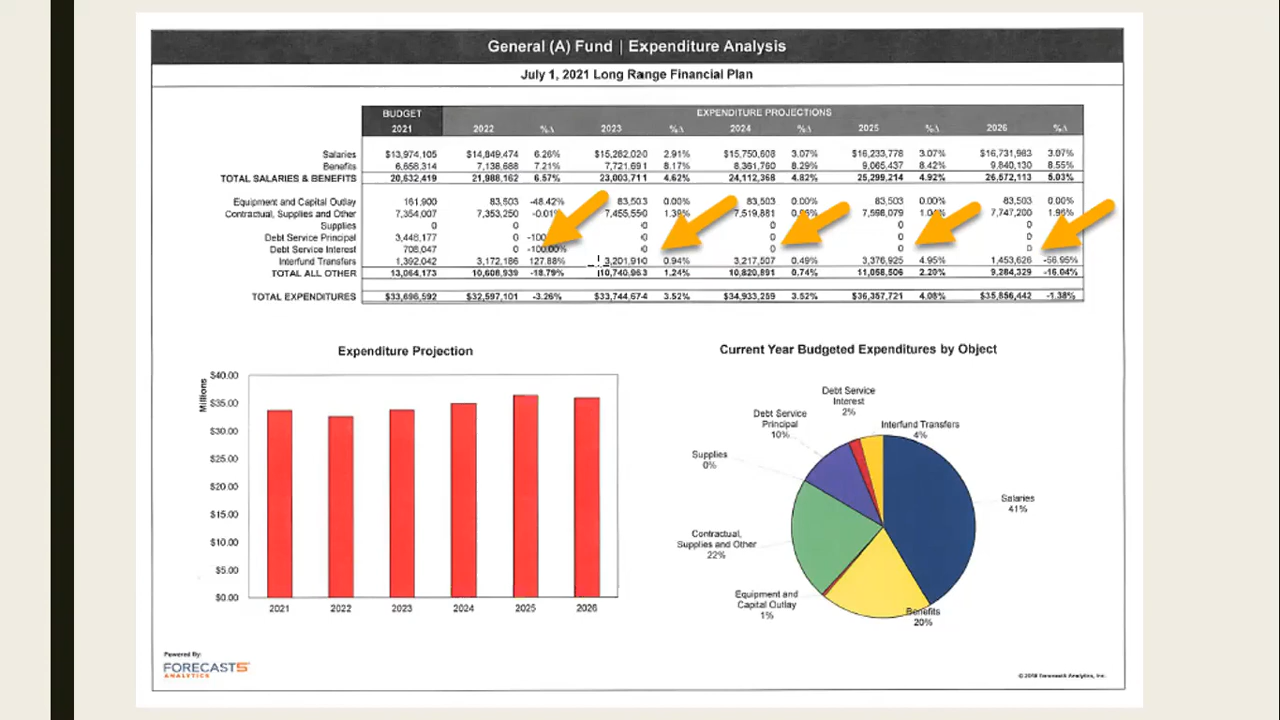 General (A) Fund | Expenditure Analysis
July 1, 2021 Long Range Financial Plan
BUDGET EXPENDITURE PROJECTIONS
2021 2022 %Δ 2023 %Δ 2024 %Δ 2025 %Δ 2026 %Δ
Salaries $13,974,105 $14,849,474 6.26% $15,282,020 2.91% $15,750,608 3.07% $16,233,778 3.07% $16,731,983 3.07%
Benefits 6,658,314 7,138,688 7.21% 7,721,691 8.17% 8,361,760 8.29% 9,065,437 8.42% 9,840,130 8.55%
TOTAL SALARIES & BENEFITS 20,632,419 21,988,162 6.57% 23,003,711 4.62% 24,112,368 4.82% 25,299,214 4.92% 26,572,113 5.03%
Equipment and Capital Outlay 161,900 83,503 -48.42% 83,503 0.00% 83,503 0.00% 83,503 0.00% 83,503 0.00%
Contractual, Supplies and Other 7,354,007 7,353,250 -0.01% 7,455,550 7,519,881 7,598,079 7,747,200 1.96%
Supplies 0 0 0 0 0 0
Debt Service Principal 3,448,177 0 0 0 0 0
Debt Service Interest 708,047 0 -100.00% 0 0 0 0
Interfund Transfers 1,392,042 3,172,186 127.88% 3,201,910 0.94% 3,217,507 0.49% 3,376,925 4.95% 1,453,626 -56.95%
TOTAL ALL OTHER 13,064,173 10,608,939 -18.79% 10,740,963 1.24% 10,820,891 0.74% 11,058,506 2.20% 9,284,329 -16.04%
TOTAL EXPENDITURES $33,696,592 $32,597,101 -3.26% $33,744,674 3.52% $34,933,259 3.52% $36,357,721 4.08% $35,856,442 -1.38%
Expenditure Projection
Millions
$40.00
$35.00
$30.00
$25.00
$20.00
$15.00
$10.00
$5.00
$0.00
2021 2022 2023 2024 2025 2026
Current Year Budgeted Expenditures by Object
Debt Service
Interest
2%
Debt Service
Principal
10%
Interfund Transfers
4%
Supplies
0%
Salaries
41%
Contractual,
Supplies and Other
22%
Equipment and
Capital Outlay
1%
Benefits
20%
Powered By:
FORECAST5
ANALYTICS
© 2018 Forecast5 Analytics, Inc.